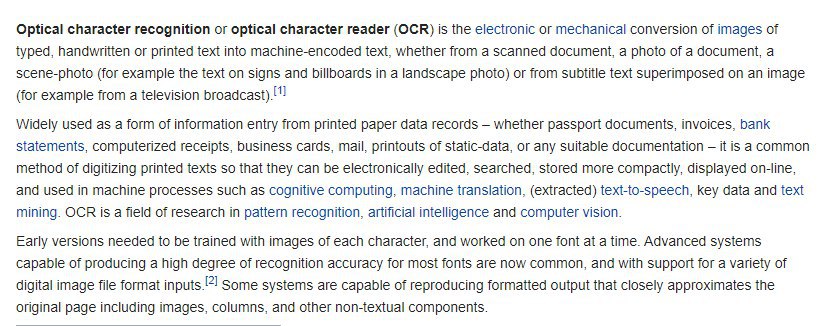 Optical character recognition or optical character reader (OCR) is the electronic or mechanical conversion of images of
typed, handwritten or printed text into machine-encoded text, whether from a scanned document, a photo of a document, a
scene-photo (for example the text on signs and billboards in a landscape photo) or from subtitle text superimposed on an image
(for example from a television broadcast).[1]
Widely used as a form of information entry from printed paper data records – whether passport documents, invoices, bank
statements, computerized receipts, business cards, mail, printouts of static-data, or any suitable documentation – it is a common
method of digitizing printed texts so that they can be electronically edited, searched, stored more compactly, displayed on-line,
and used in machine processes such as cognitive computing, machine translation, (extracted) text-to-speech, key data and text
mining. OCR is a field of research in pattern recognition, artificial intelligence and computer vision.
Early versions needed to be trained with images of each character, and worked on one font at a time. Advanced systems
capable of producing a high degree of recognition accuracy for most fonts are now common, and with support for a variety of
digital image file format inputs.[2] Some systems are capable of reproducing formatted output that closely approximates the
original page including images, columns, and other non-textual components.